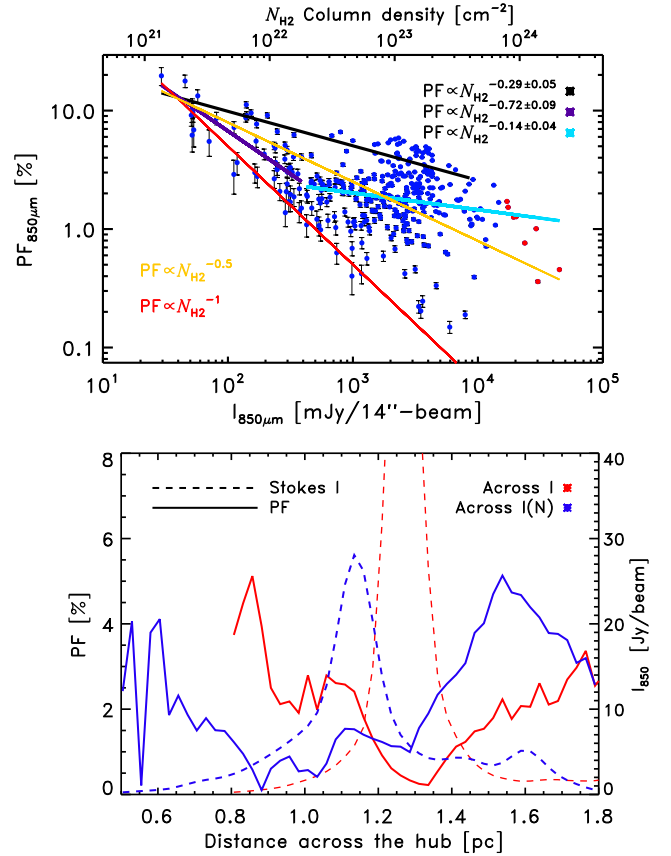 N_H2 Column density [cm^-2]
10^21 10^22 10^23 10^24
PF∝N_H2^-0.29±0.05
PF∝N_H2^-0.72±0.09
PF∝N_H2^-0.14±0.04
10.0
1.0
0.1
PF_850μm [%]
PF∝N_H2^-0.5
PF∝N_H2^-1
10^1 10^2 10^3 10^4 10^5
I_850μm [mJy/14''-beam]
8 40
6 30
4 20
2 10
0 0
Stokes I
PF
Across I
Across I(N)
PF [%]
I_850 [Jy/beam]
0.6 0.8 1.0 1.2 1.4 1.6 1.8
Distance across the hub [pc]